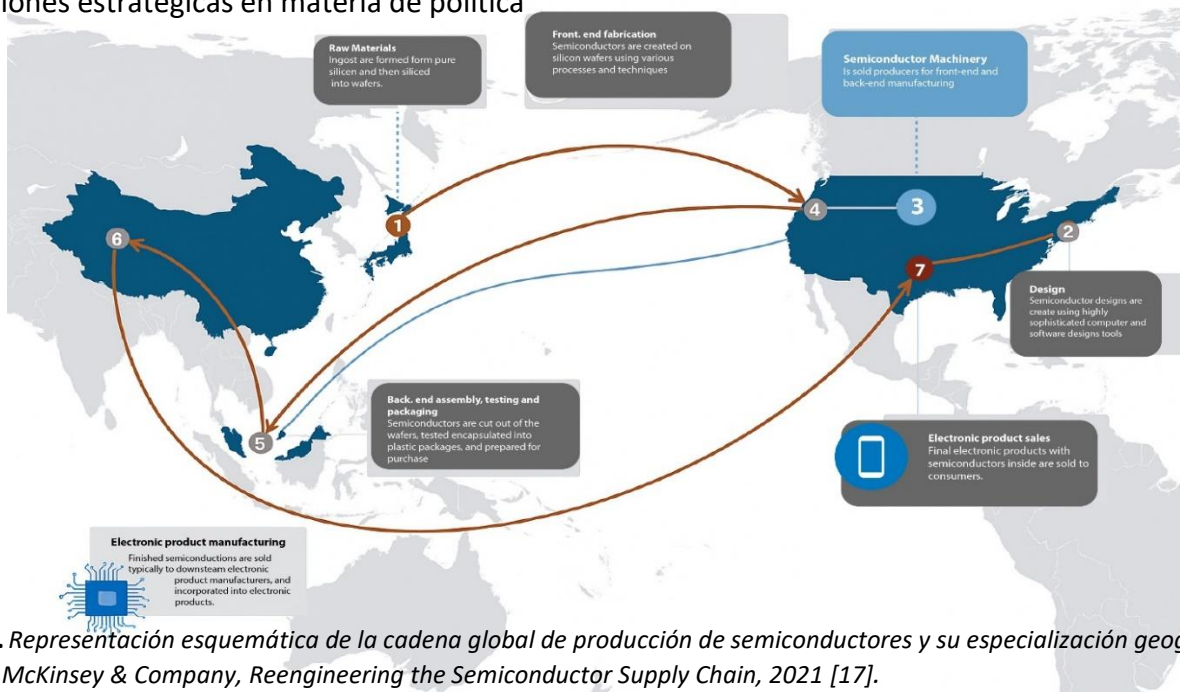 iones estratégicas en materia de política
Raw Materials
Ingost are formed form pure
silicen and then siliced
into wafers.
Front. end fabrication
Semiconductors are created on
silicon wafers using various
processes and techniques
Semiconductor Machinery
Is sold producers for front-end and
back-end manufacturing
1
2
3
4
5
6
7
Design
Semiconductor designs are
create using highly
sophisticated computer and
software designs tools
Back. end assembly, testing and
packaging
Semiconductors are cut out of the
wafers, tested encapsulated into
plastic packages, and prepared for
purchase
Electronic product sales
Final electronic products with
semiconductors inside are sold to
consumers.
Electronic product manufacturing
Finished semiconductions are sold
typically to downsteam electronic
product manufacturers, and
incorporated into electronic
products.
. Representación esquemática de la cadena global de producción de semiconductores y su especialización geog
McKinsey & Company, Reengineering the Semiconductor Supply Chain, 2021 [17].